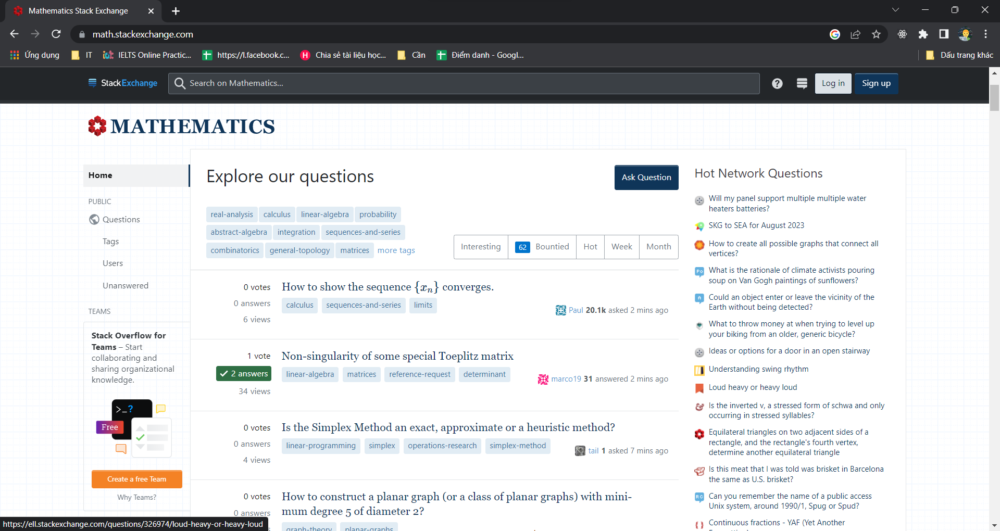 Mathematics Stack Exchange
math.stackexchange.com
Ứng dụng
IT
IELTS Online Practic...
https://l.facebook.c...
Chia sẻ tài liệu học...
Cần
Điểm danh - Googl...
Dấu trang khác
StackExchange
Search on Mathematics...
Log in
Sign up
MATHEMATICS
Home
PUBLIC
Questions
Tags
Users
Unanswered
TEAMS
Stack Overflow for
Teams – Start
collaborating and
sharing organizational
knowledge.
>_?
Free
Create a free Team
Why Teams?
Explore our questions
Ask Question
real-analysis calculus linear-algebra probability
abstract-algebra integration sequences-and-series
combinatorics general-topology matrices more tags
Interesting 62 Bountied Hot Week Month
0 votes
0 answers
6 views
How to show the sequence {xn} converges.
calculus sequences-and-series limits
Paul 20.1k asked 2 mins ago
1 vote
2 answers
34 views
Non-singularity of some special Toeplitz matrix
linear-algebra matrices reference-request determinant
marco19 31 answered 2 mins ago
0 votes
0 answers
4 views
Is the Simplex Method an exact, approximate or a heuristic method?
linear-programming simplex operations-research simplex-method
tail 1 asked 7 mins ago
0 votes
0 answers
How to construct a planar graph (or a class of planar graphs) with mini-
mum degree 5 of diameter 2?
graph-theory planar-graphs
Hot Network Questions
Will my panel support multiple multiple water
heaters batteries?
SKG to SEA for August 2023
How to create all possible graphs that connect all
vertices?
What is the rationale of climate activists pouring
soup on Van Gogh paintings of sunflowers?
Could an object enter or leave the vicinity of the
Earth without being detected?
What to throw money at when trying to level up
your biking from an older, generic bicycle?
Ideas or options for a door in an open stairway
Understanding swing rhythm
Loud heavy or heavy loud
Is the inverted v, a stressed form of schwa and only
occurring in stressed syllables?
Equilateral triangles on two adjacent sides of a
rectangle, and the rectangle's fourth vertex,
determine another equilateral triangle
Is this meat that I was told was brisket in Barcelona
the same as U.S. brisket?
Can you remember the name of a public access
Unix system, around 1990/1, Spug or Spud?
Continuous fractions - YAF (Yet Another
https://ell.stackexchange.com/questions/326974/loud-heavy-or-heavy-loud